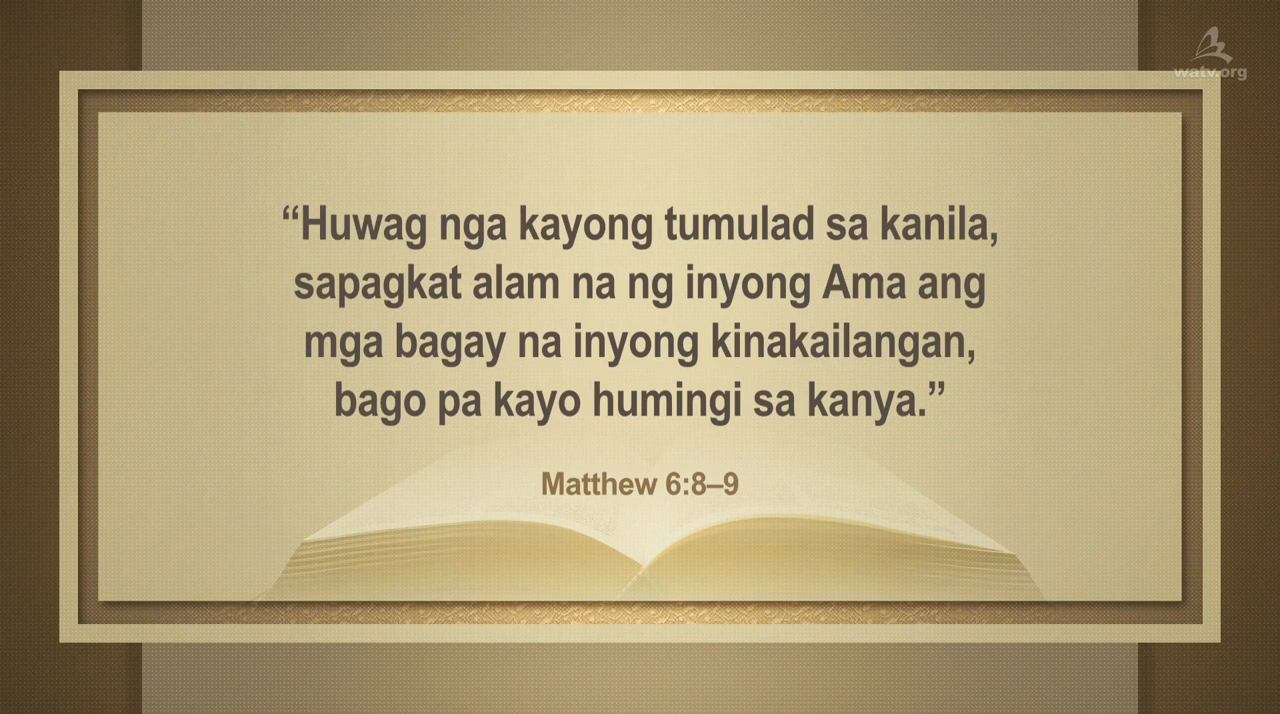 watv.org
“Huwag nga kayong tumulad sa kanila,
sapagkat alam na ng inyong Ama ang
mga bagay na inyong kinakailangan,
bago pa kayo humingi sa kanya.”
Matthew 6:8–9